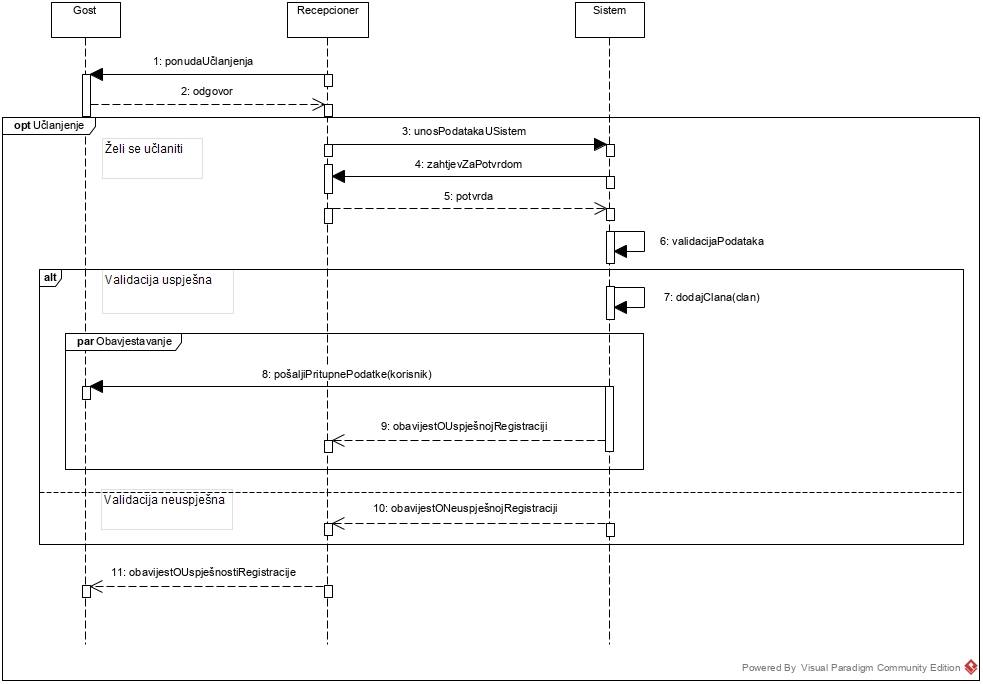 Gost
Recepcioner
Sistem
1: ponudaUčlanjenja
2: odgovor
opt Učlanjenje
Želi se učlaniti
3: unosPodatakaUSistem
4: zahtjevZaPotvrdom
5: potvrda
6: validacijaPodataka
alt
Validacija uspješna
7: dodajClana(clan)
par Obavjestavanje
8: pošaljiPritupnePodatke(korisnik)
9: obavijestOUspješnojRegistraciji
Validacija neuspješna
10: obavijestONeuspješnojRegistraciji
11: obavijestOUspješnostiRegistracije
Powered By Visual Paradigm Community Edition